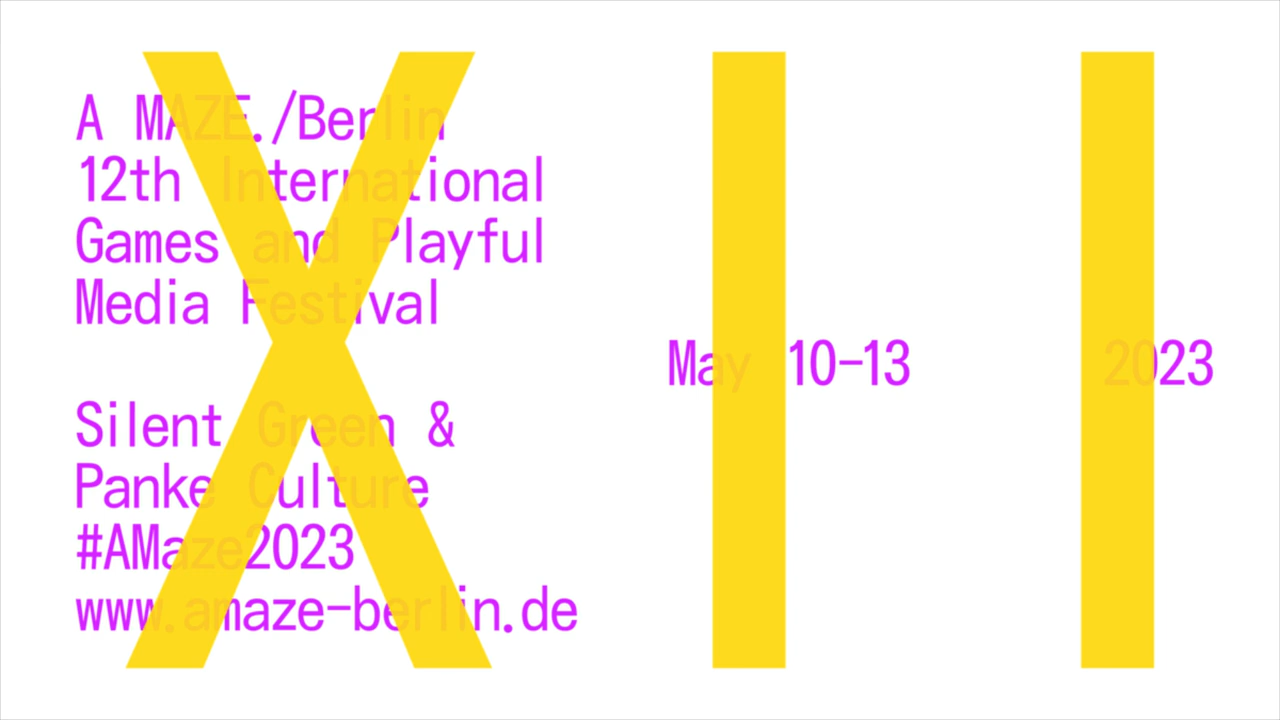 XII
A MAZE./Berlin
12th International
Games and Playful
Media Festival
Silent Green &
Panke Culture
#AMaze2023
www.amaze-berlin.de
May 10-13
2023